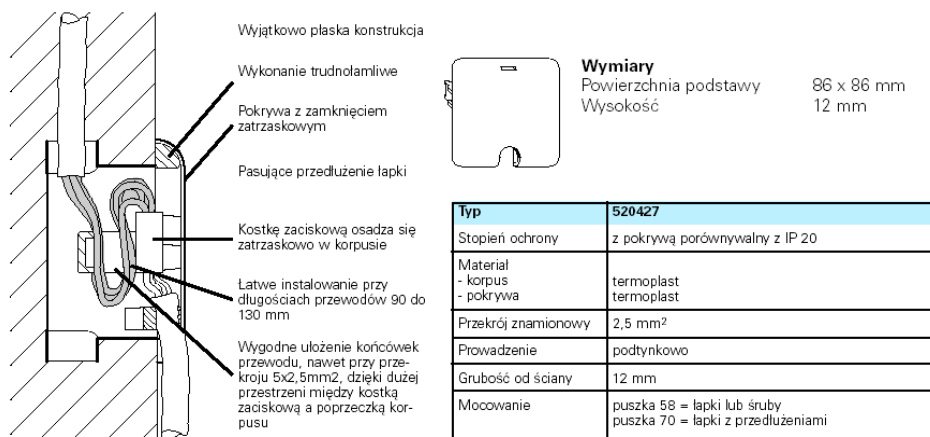 Wyjątkowo płaska konstrukcja
Wykonanie trudnołamliwe
Pokrywa z zamknięciem
zatrzaskowym
Pasujące przedłużenie łapki
Kostkę zaciskową osadza się
zatrzaskowo w korpusie
Łatwe instalowanie przy
długościach przewodów 90 do
130 mm
Wygodne ułożenie końcówek
przewodu, nawet przy prze-
kroju 5x2,5mm2, dzięki dużej
przestrzeni między kostką
zaciskową a poprzeczką kor-
pusu
Wymiary
Powierzchnia podstawy 86 x 86 mm
Wysokość 12 mm
Typ 520427
Stopień ochrony z pokrywą porównywalny z IP 20
Materiał
- korpus termoplast
- pokrywa termoplast
Przekrój znamionowy 2,5 mm²
Prowadzenie podtynkowo
Grubość od ściany 12 mm
Mocowanie puszka 58 = łapki lub śruby
puszka 70 = łapki z przedłużeniami